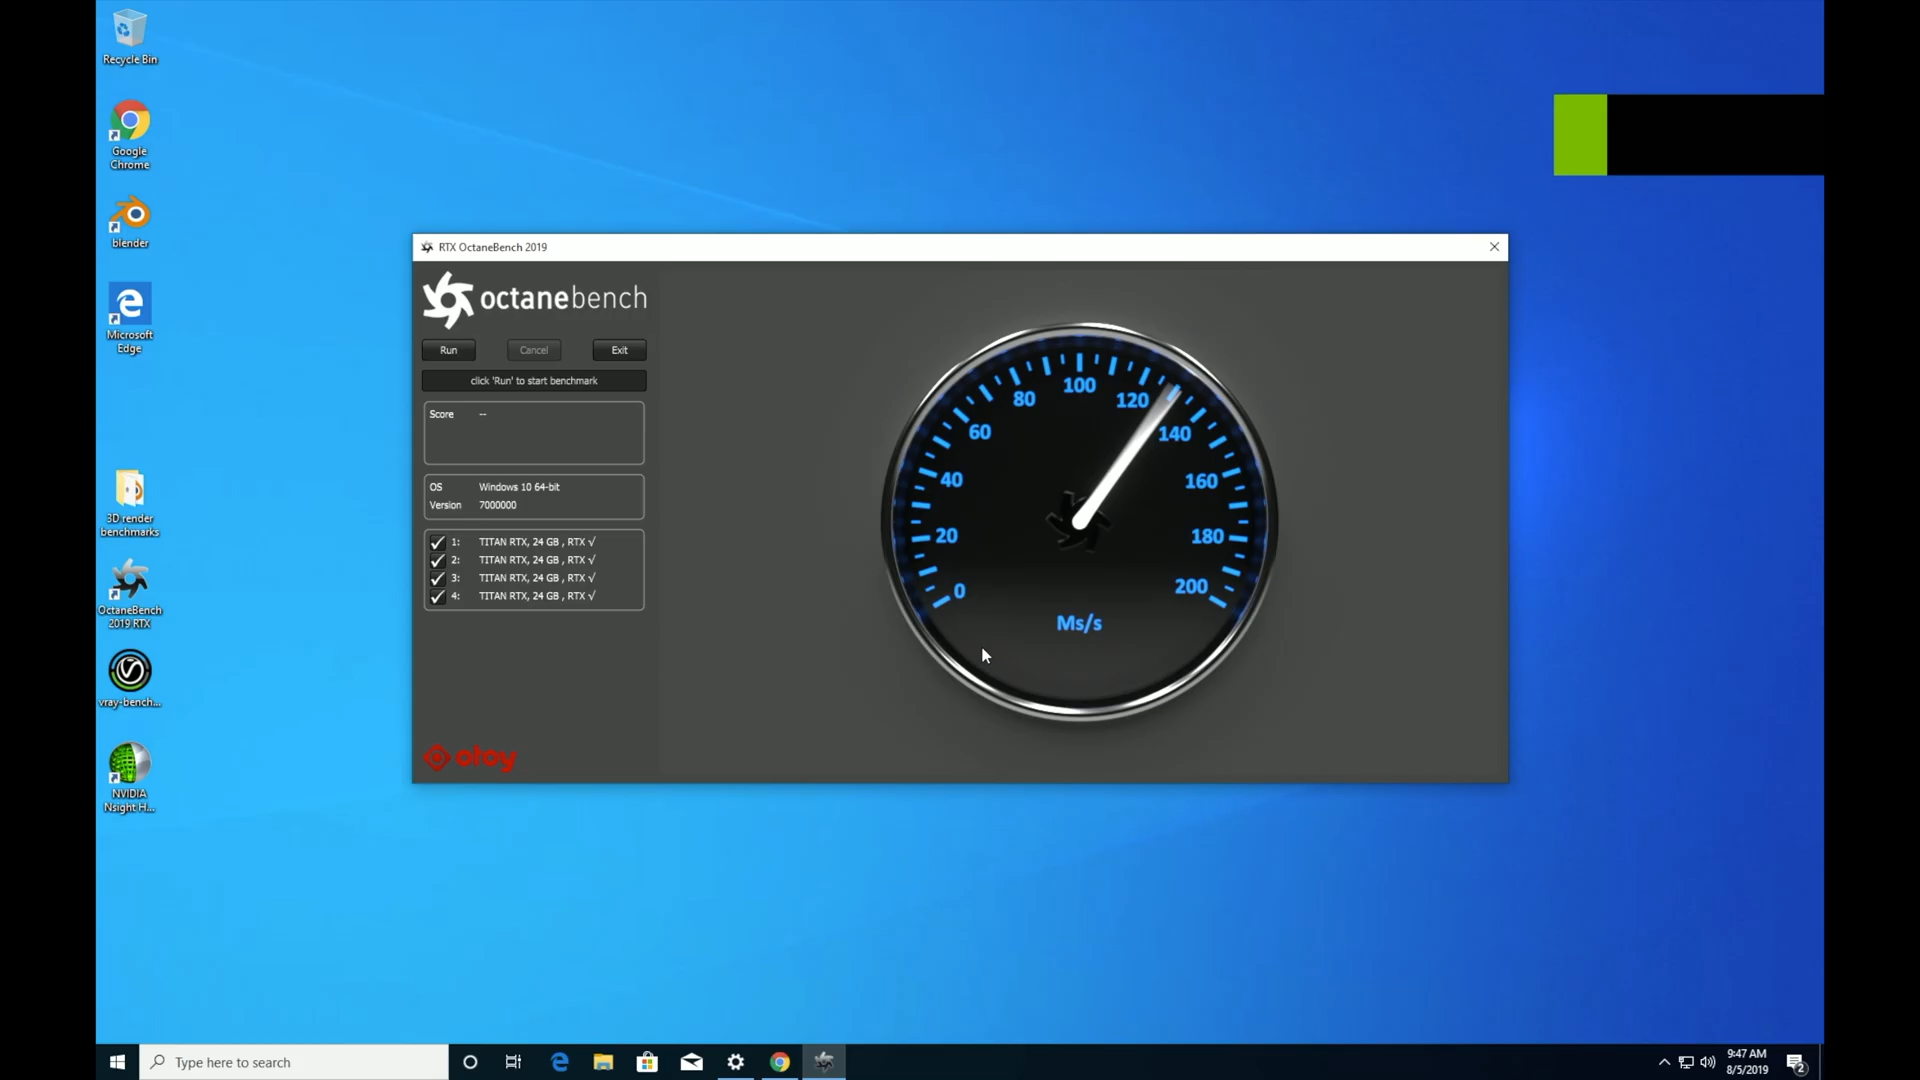 Recycle Bin
Google
Chrome
blender
Microsoft
Edge
3D render
benchmarks
OctaneBench
2019 RTX
vray-bench...
NVIDIA
Nsight H...
RTX OctaneBench 2019
octanebench
Run
Cancel
Exit
click 'Run' to start benchmark
Score --
OS Windows 10 64-bit
Version 7000000
1: TITAN RTX, 24 GB , RTX √
2: TITAN RTX, 24 GB , RTX √
3: TITAN RTX, 24 GB , RTX √
4: TITAN RTX, 24 GB , RTX √
otoy
0
20
40
60
80
100
120
140
160
180
200
Ms/s
Type here to search
9:47 AM
8/5/2019
2